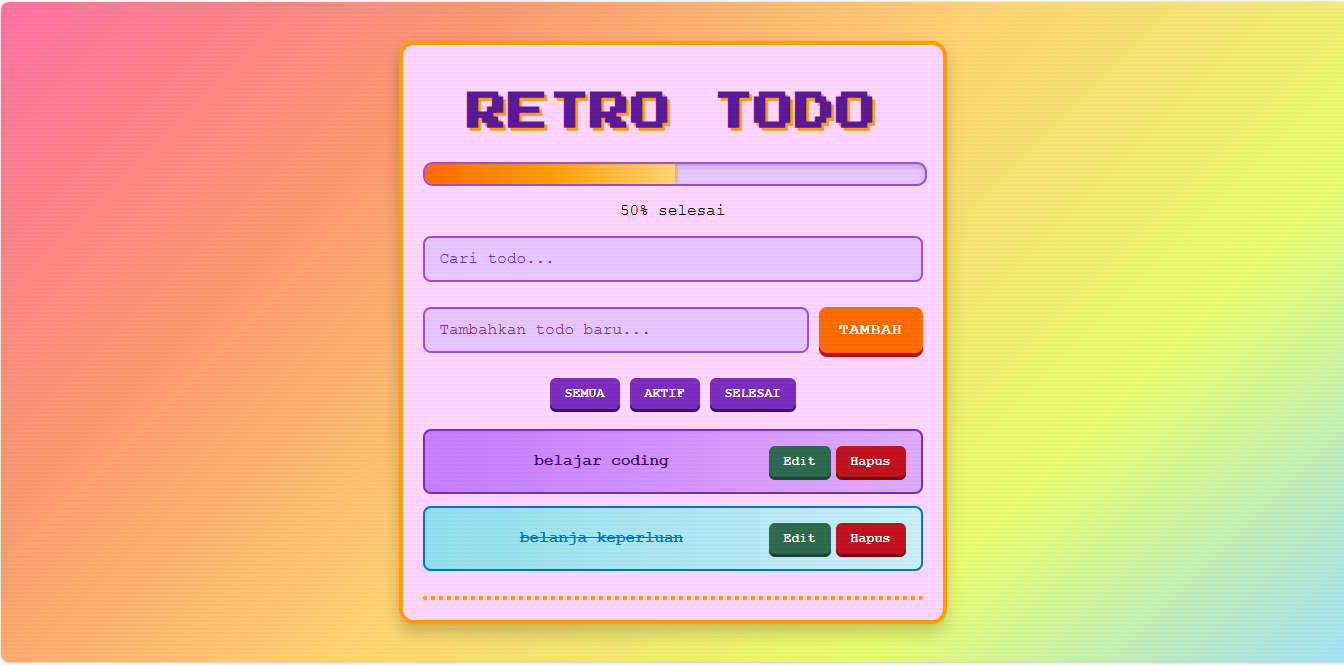 RETRO TODO
50% selesai
Cari todo...
Tambahkan todo baru...
TAMBAH
SEMUA AKTIF SELESAI
belajar coding Edit Hapus
belanja keperluan Edit Hapus